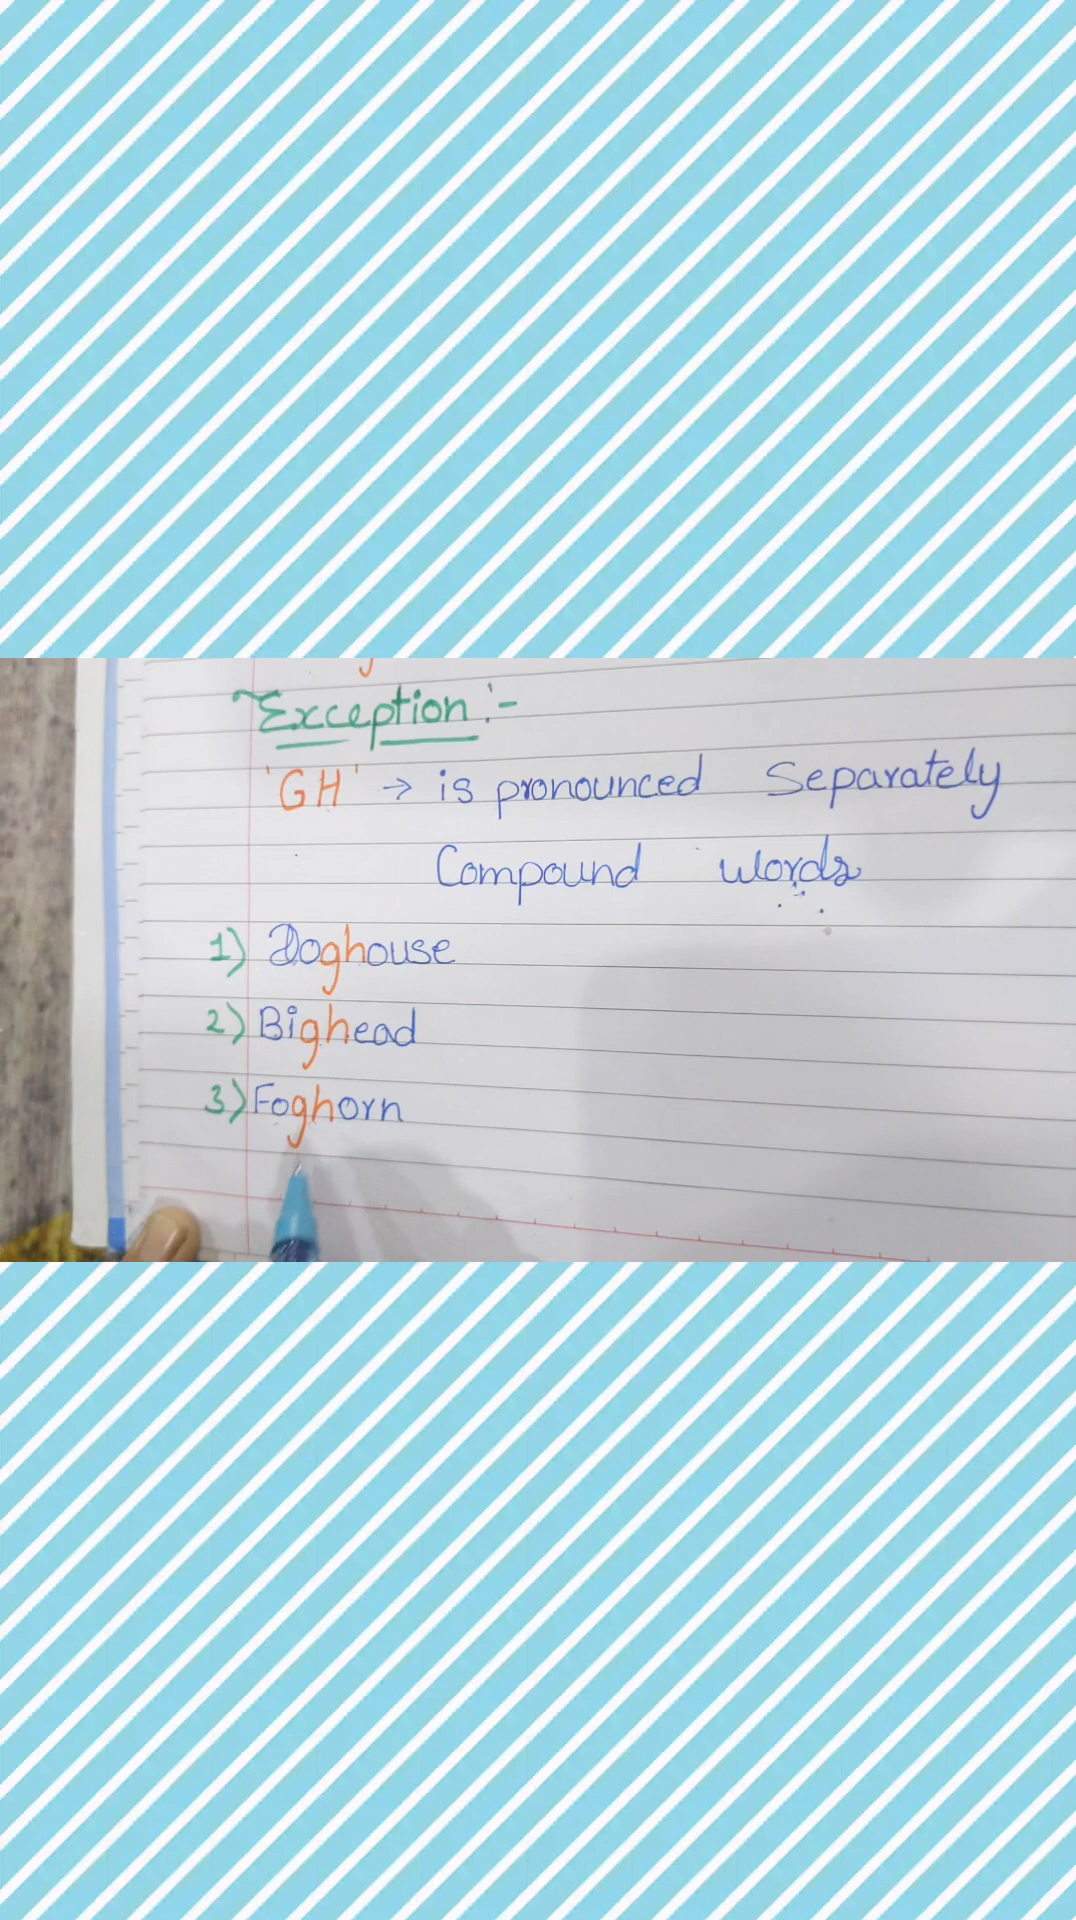 Exception :-
'GH' → is pronounced Separately
Compound words
1) Doghouse
2) Bighead
3) Foghorn